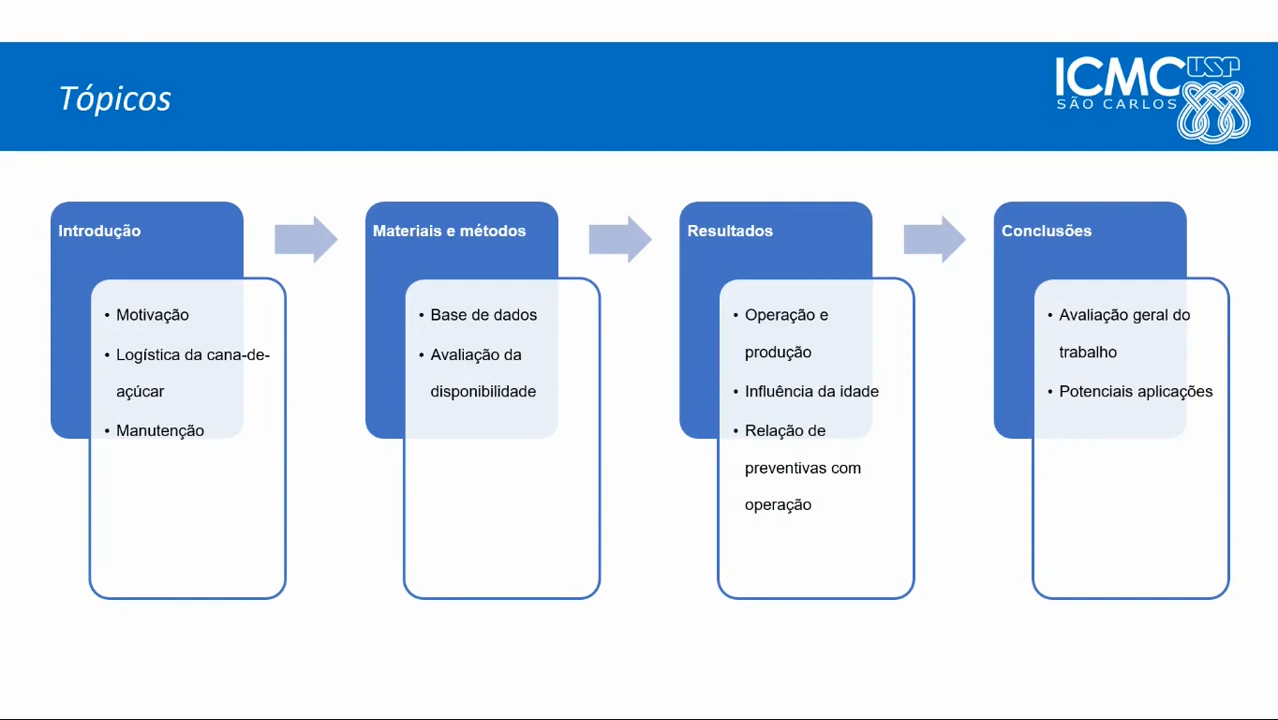 Tópicos
ICMC USP
SÃO CARLOS
Introdução
• Motivação
• Logística da cana-de-
açúcar
• Manutenção
Materiais e métodos
• Base de dados
• Avaliação da
disponibilidade
Resultados
• Operação e
produção
• Influência da idade
• Relação de
preventivas com
operação
Conclusões
• Avaliação geral do
trabalho
• Potenciais aplicações